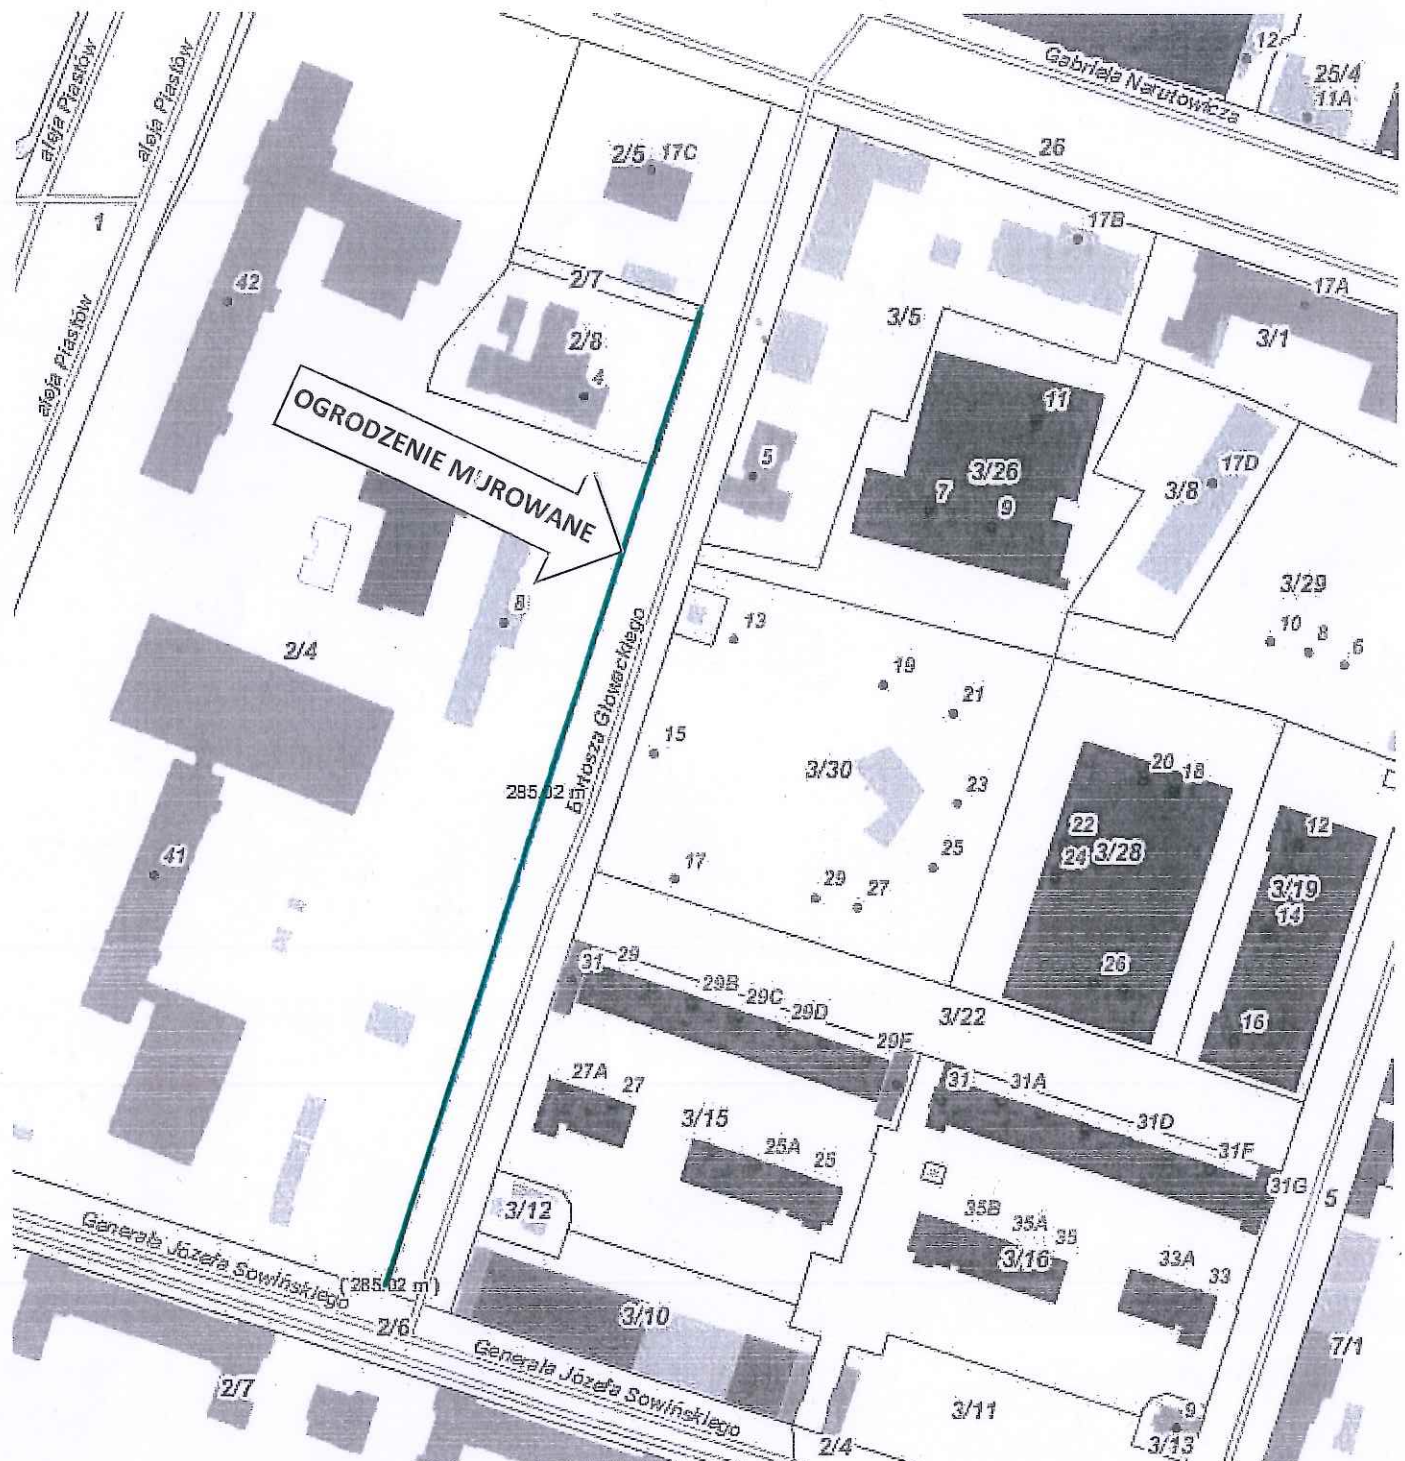 aleja Piastów
aleja Piastów
Gabriela Narutowicza
12
25/4
11A
26
2/5 17C
1
17B
42
2/7
17A
aleja Piastów
3/5
3/1
2/8
4
11
OGRODZENIE MUROWANE
5
3/26
17D
7
9
3/8
3/29
8
13
10
8
6
2/4
Bartosza Głowackiego
19
21
15
3/30
20
18
285.02 m
23
22
12
24
3/28
41
25
3/19
17
29
27
14
31
29
26
29B
29C
29D
3/22
16
29F
27A
27
31
31A
3/15
31D
25A
25
31F
31G
5
3/12
35B
35A
35
3/16
33A
33
Generała Józefa Sowińskiego
( 285.02 m )
2/6
3/10
Generała Józefa Sowińskiego
7/1
2/7
3/11
9
2/4
3/13